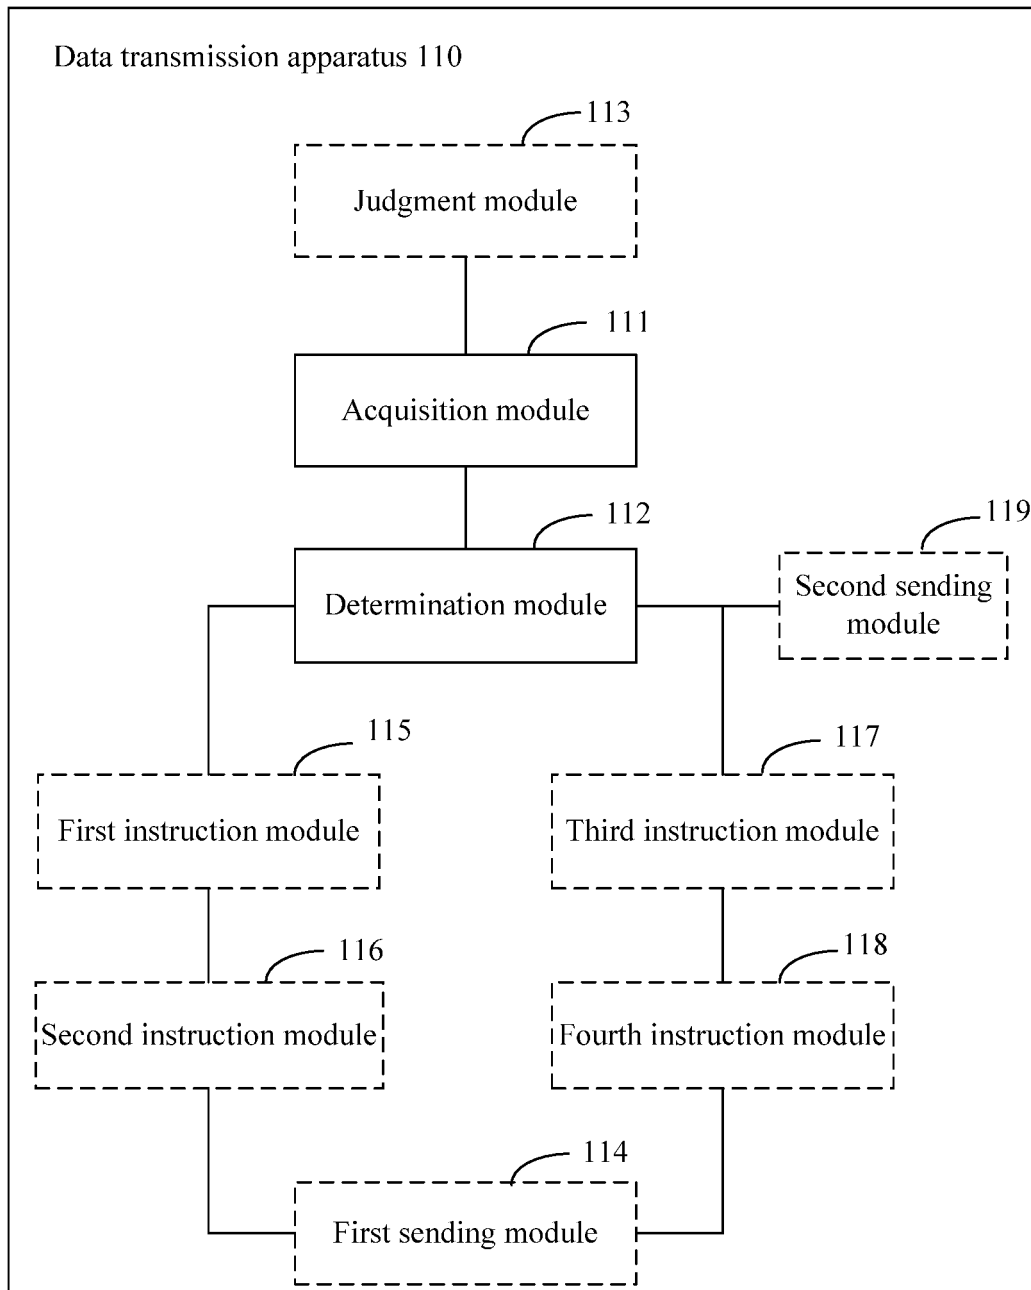 Data transmission apparatus 110
113
Judgment module
111
Acquisition module
112
Determination module
119
Second sending
module
115
First instruction module
117
Third instruction module
116
Second instruction module
118
Fourth instruction module
114
First sending module